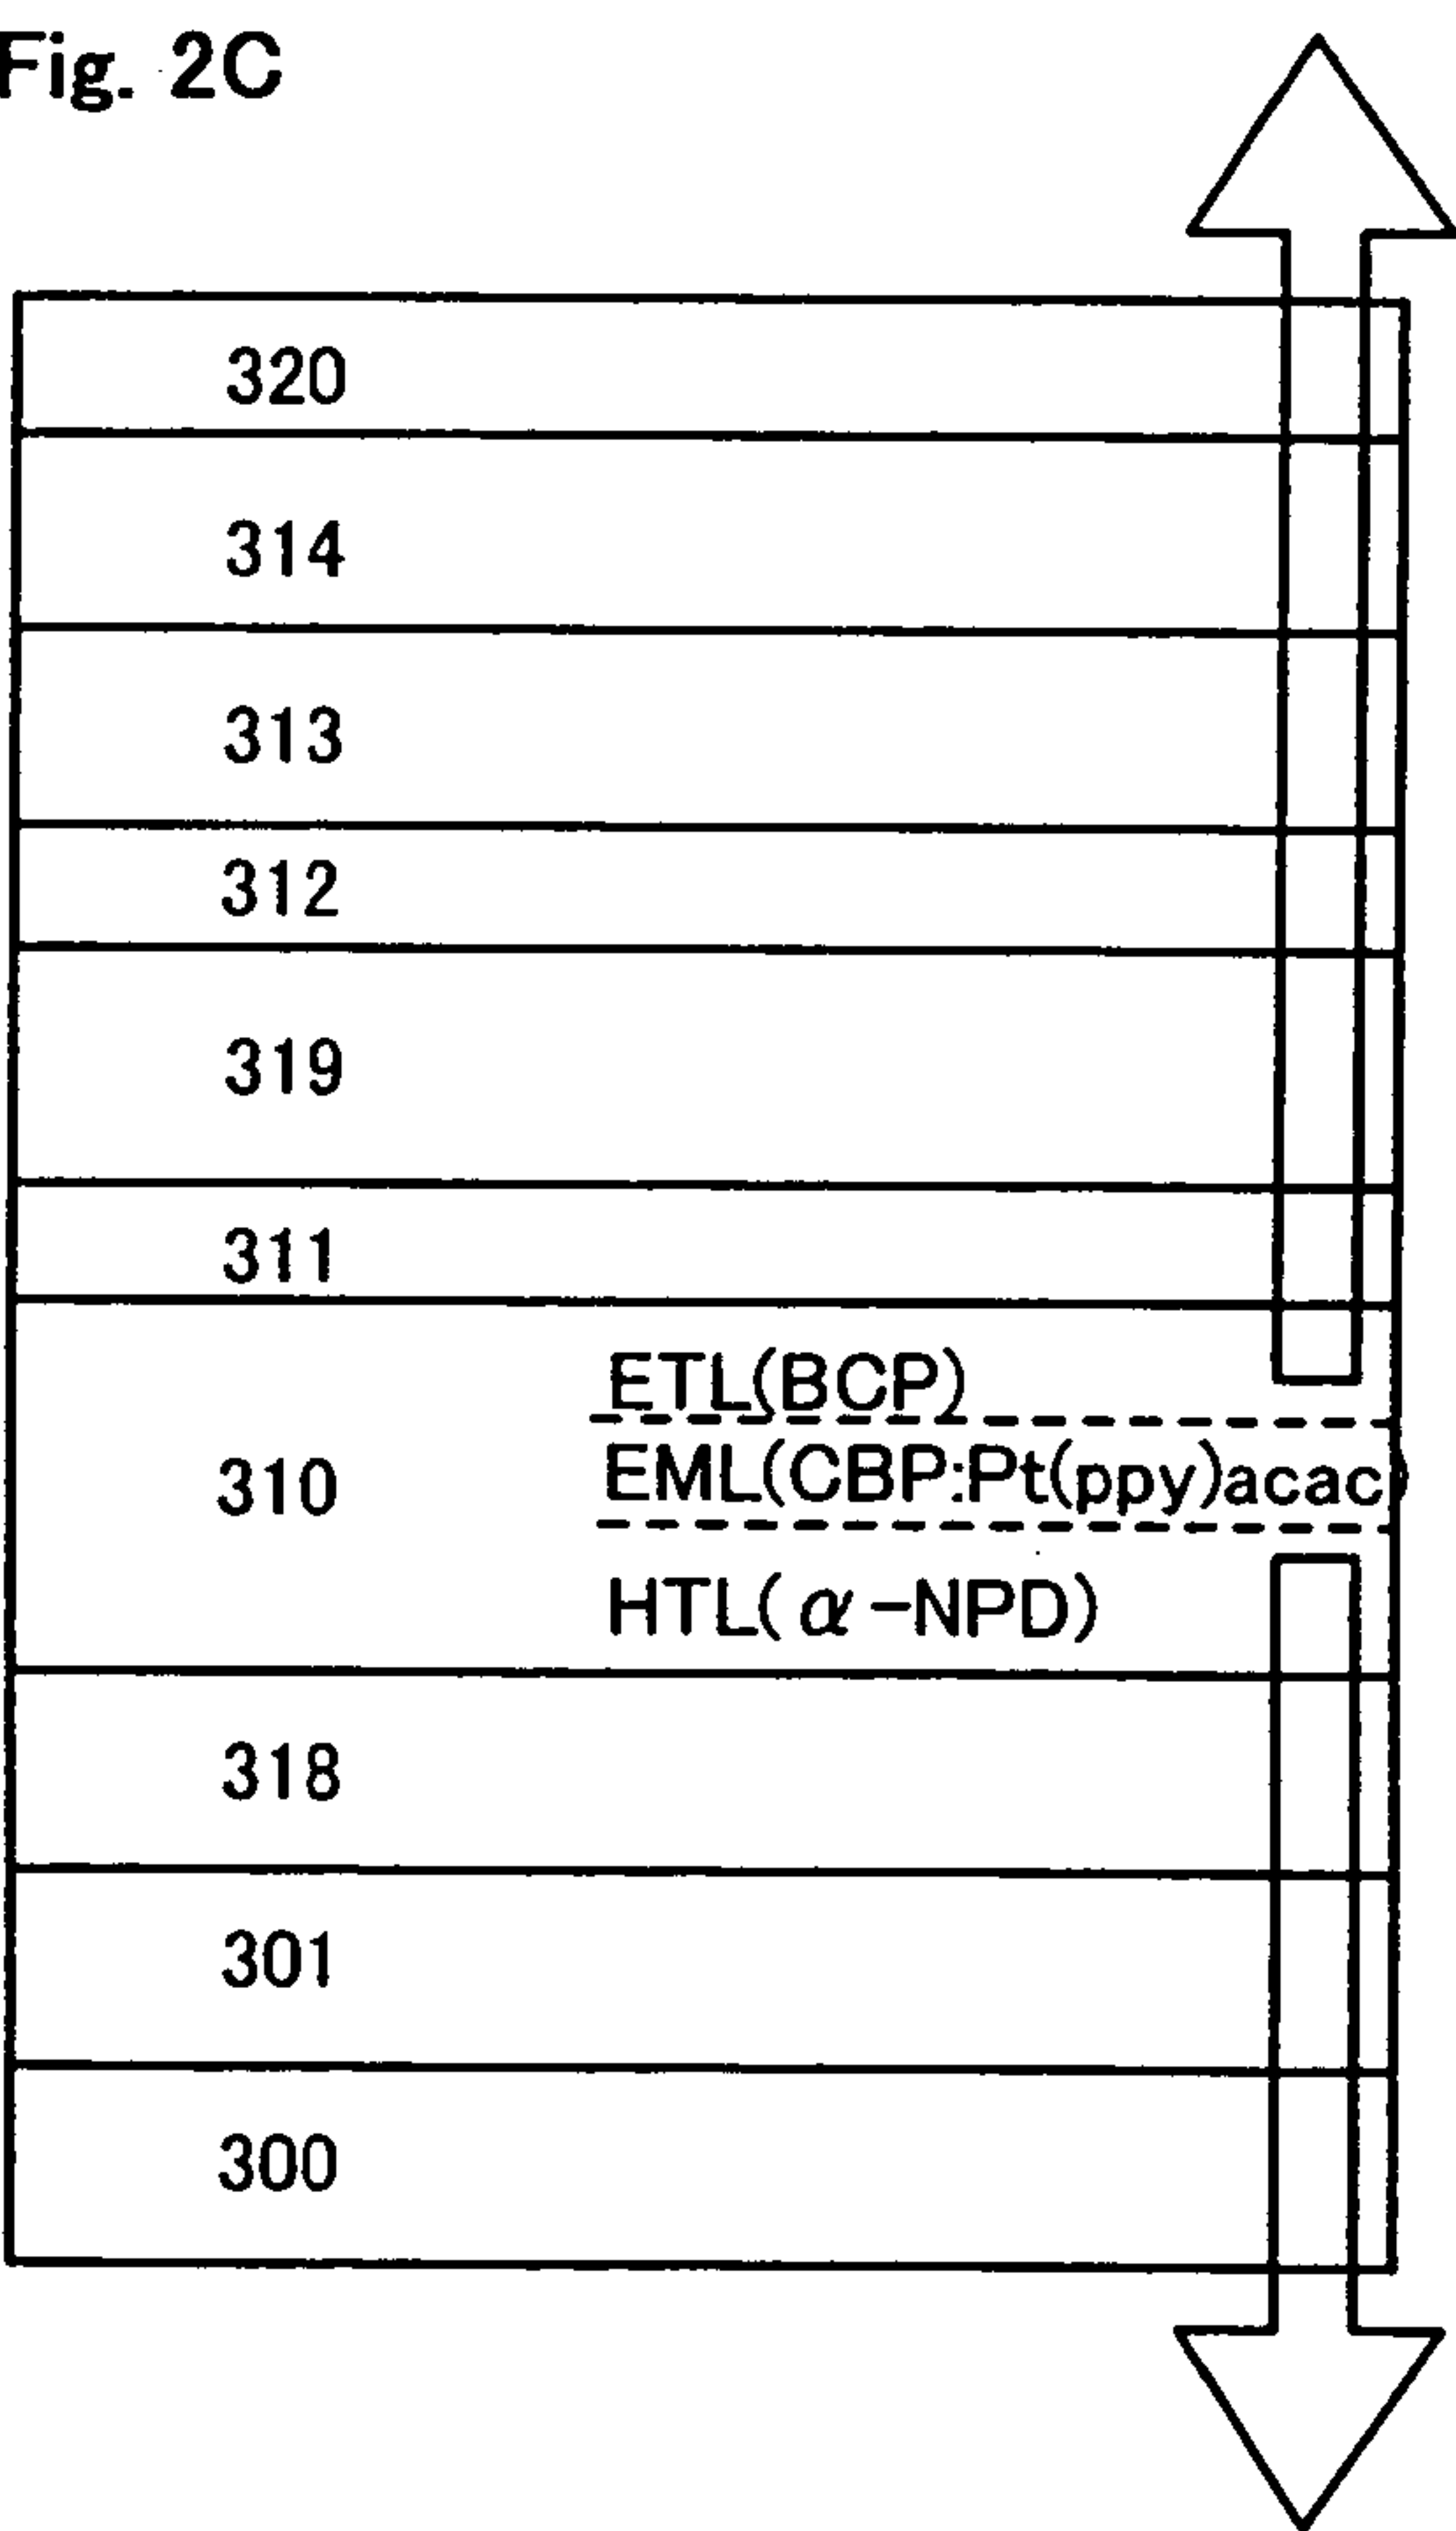 Fig. 2C
320
314
313
312
319
311
ETL(BCP)
310 EML(CBP:Pt(ppy)acac)
HTL(α-NPD)
318
301
300